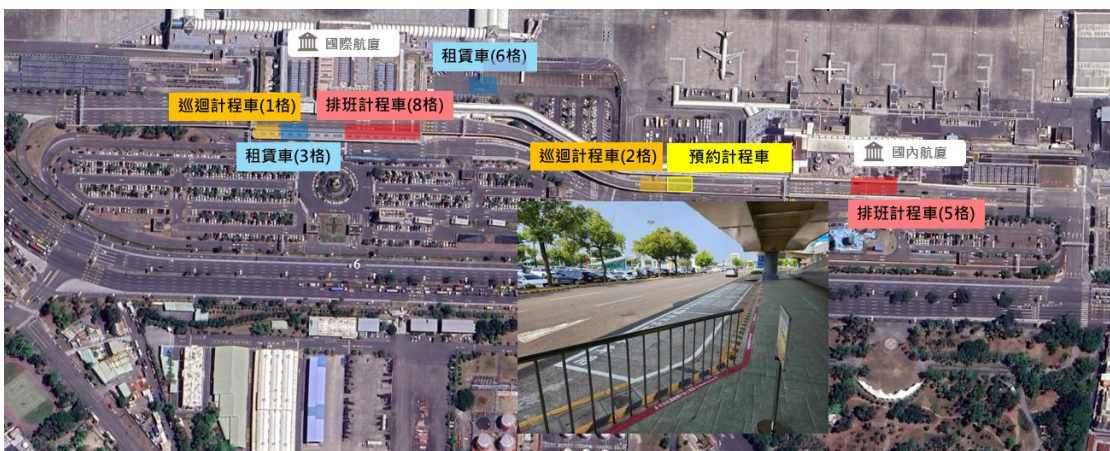 國際航廈
租賃車(6格)
巡迴計程車(1格)
排班計程車(8格)
租賃車(3格)
巡迴計程車(2格)
預約計程車
國內航廈
排班計程車(5格)
6